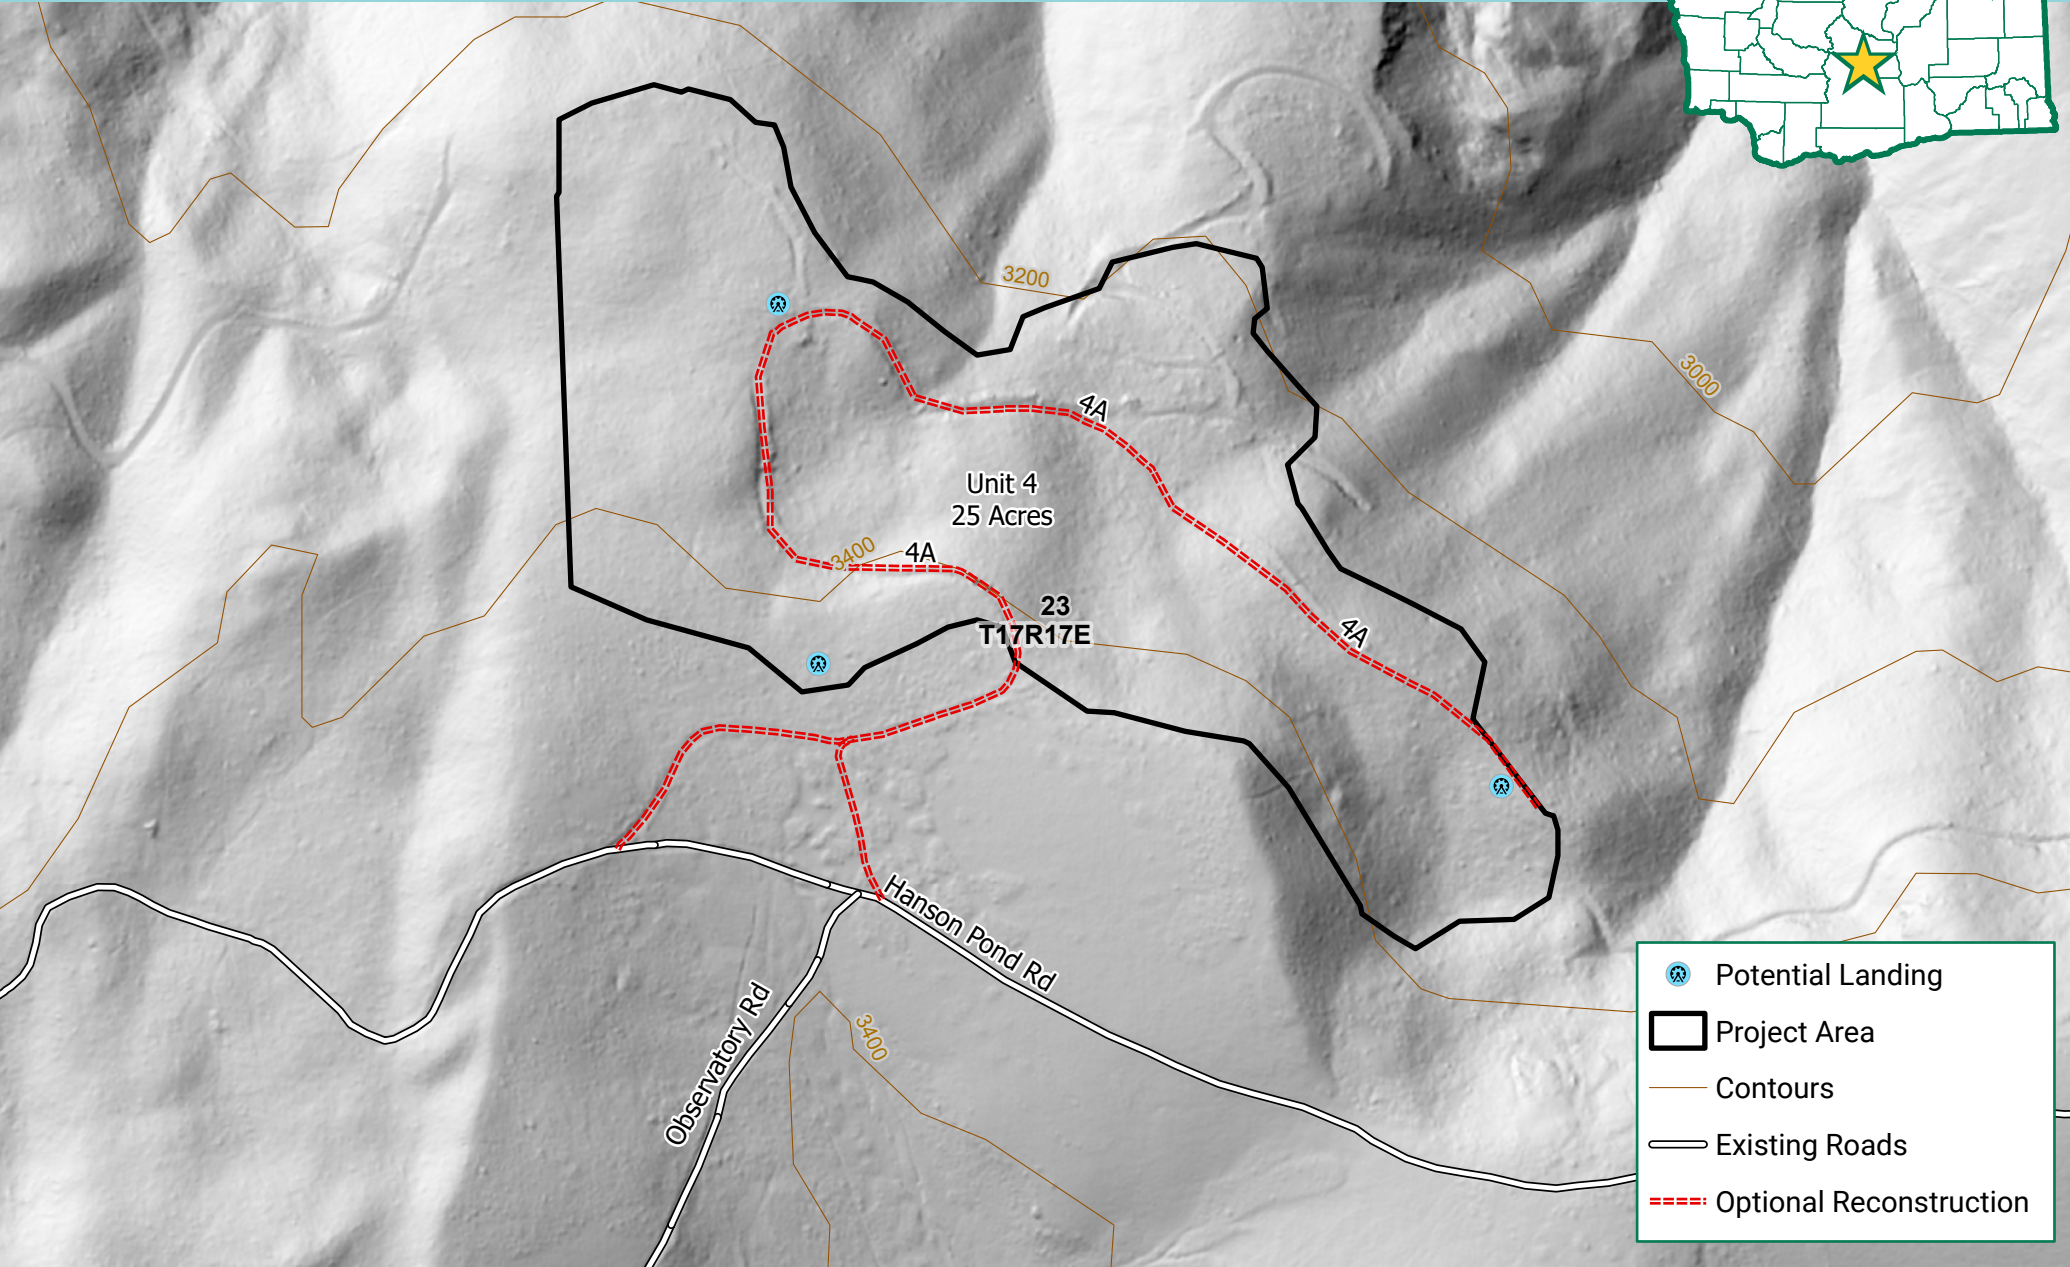 3200
3000
4A
Unit 4
25 Acres
3400
4A
23
T17R17E
4A
Hanson Pond Rd
Observatory Rd
3400
Potential Landing
Project Area
Contours
Existing Roads
Optional Reconstruction